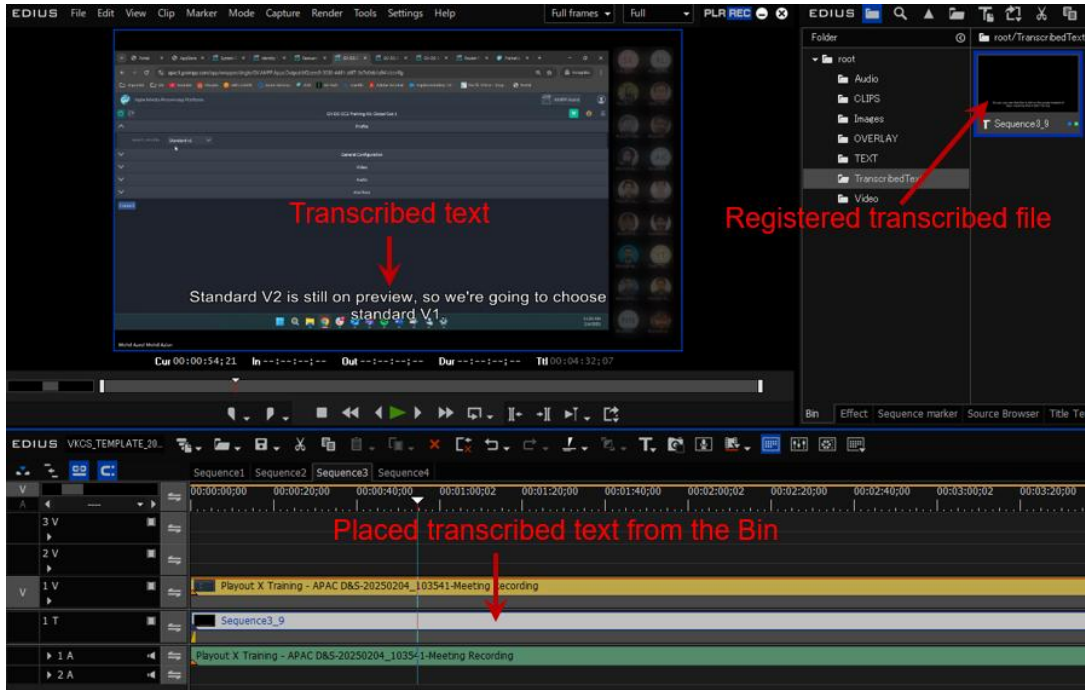 EDIUS File Edit View Clip Marker Mode Capture Render Tools Settings Help Full frames Full PLR REC
EDIUS
Folder
root/TranscribedText
root
Audio
CLIPS
Images
OVERLAY
TEXT
TranscribedText
Video
Sequence3_9
Registered transcribed file
Profile
Standard V2
General Configuration
Video
Audio
Transcribed text
Standard V2 is still on preview, so we're going to choose
standard V1.
Cur 00:00:54;21 In --:--:--;-- Out --:--:--;-- Dur --:--:--;-- Ttl 00:04:32;07
Bin Effect Sequence marker Source Browser Title Te
EDIUS VKCS_TEMPLATE_20..
Sequence1 Sequence2 Sequence3 Sequence4
V
A
00:00:00;00 00:00:20;00 00:00:40;00 00:01:00;02 00:01:20;00 00:01:40;00 00:02:00;02 00:02:20;00 00:02:40;00 00:03:00;02 00:03:20;00
3 V
Placed transcribed text from the Bin
2 V
V
1 V
Playout X Training - APAC D&S-20250204_103541-Meeting Recording
1 T
Sequence3_9
1 A
Playout X Training - APAC D&S-20250204_103541-Meeting Recording
2 A